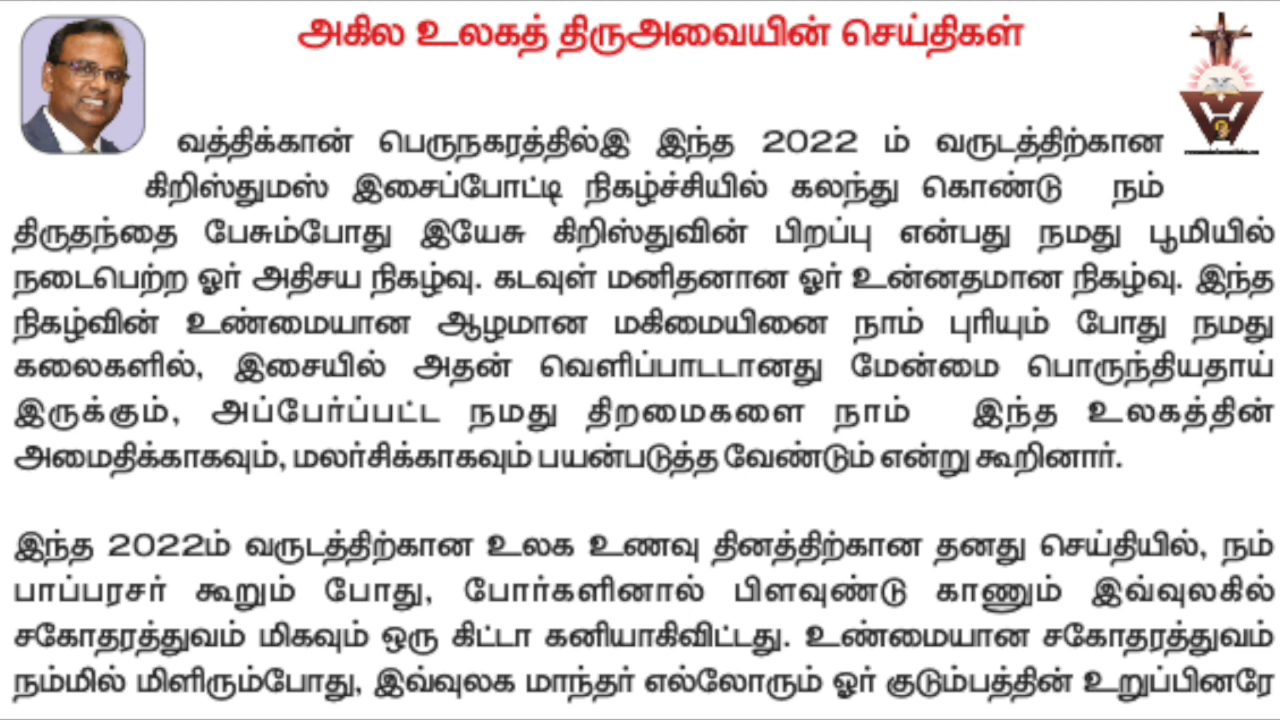 அகில உலகத் திருஅவையின் செய்திகள்
வத்திக்கான் பெருநகரத்தில்இ இந்த 2022 ம் வருடத்திற்கான
கிறிஸ்துமஸ் இசைப்போட்டி நிகழ்ச்சியில் கலந்து கொண்டு நம்
திருதந்தை பேசும்போது இயேசு கிறிஸ்துவின் பிறப்பு என்பது நமது பூமியில்
நடைபெற்ற ஓர் அதிசய நிகழ்வு. கடவுள் மனிதனான ஓர் உன்னதமான நிகழ்வு. இந்த
நிகழ்வின் உண்மையான ஆழமான மகிமையினை நாம் புரியும் போது நமது
கலைகளில், இசையில் அதன் வெளிப்பாடடானது மேன்மை பொருந்தியதாய்
இருக்கும், அப்பேர்ப்பட்ட நமது திறமைகளை நாம் இந்த உலகத்தின்
அமைதிக்காகவும், மலர்சிக்காகவும் பயன்படுத்த வேண்டும் என்று கூறினார்.
இந்த 2022ம் வருடத்திற்கான உலக உணவு தினத்திற்கான தனது செய்தியில், நம்
பாப்பரசர் கூறும் போது, போர்களினால் பிளவுண்டு காணும் இவ்வுலகில்
சகோதரத்துவம் மிகவும் ஒரு கிட்டா கனியாகிவிட்டது. உண்மையான சகோதரத்துவம்
நம்மில் மிளிரும்போது, இவ்வுலக மாந்தர் எல்லோரும் ஓர் குடும்பத்தின் உறுப்பினரே